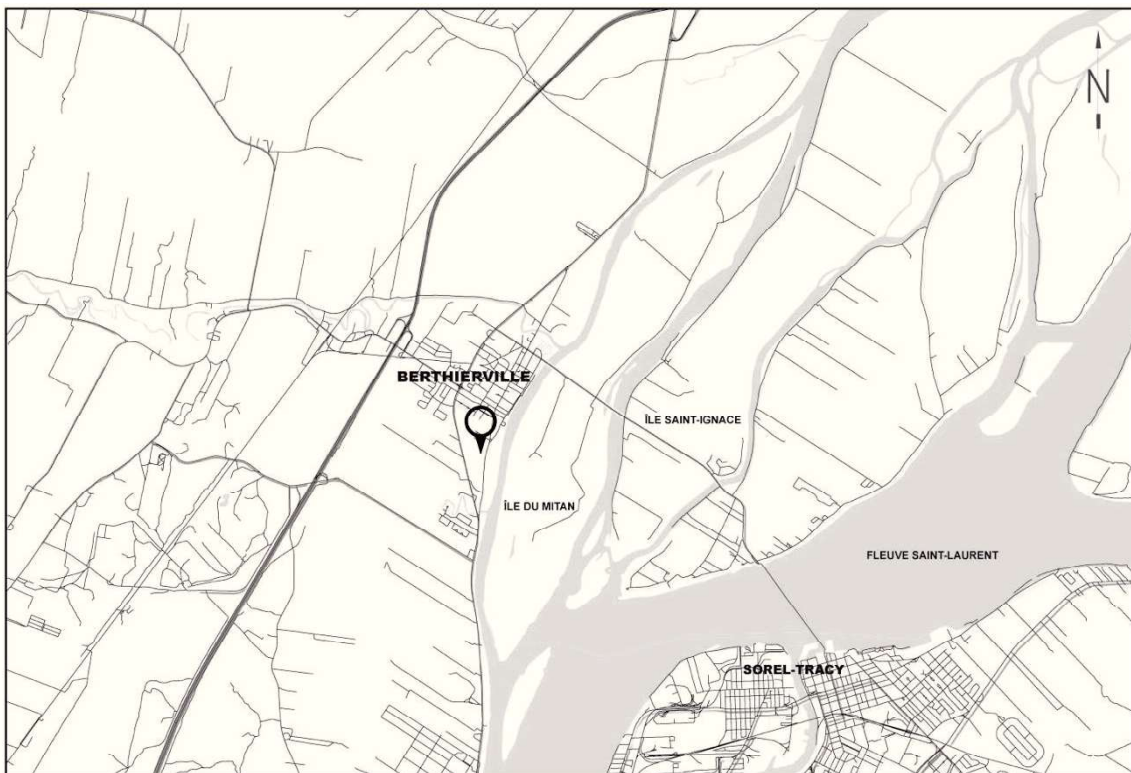 N
BERTHIERVILLE
ÎLE SAINT-IGNACE
ÎLE DU MITAN
FLEUVE SAINT-LAURENT
SOREL-TRACY